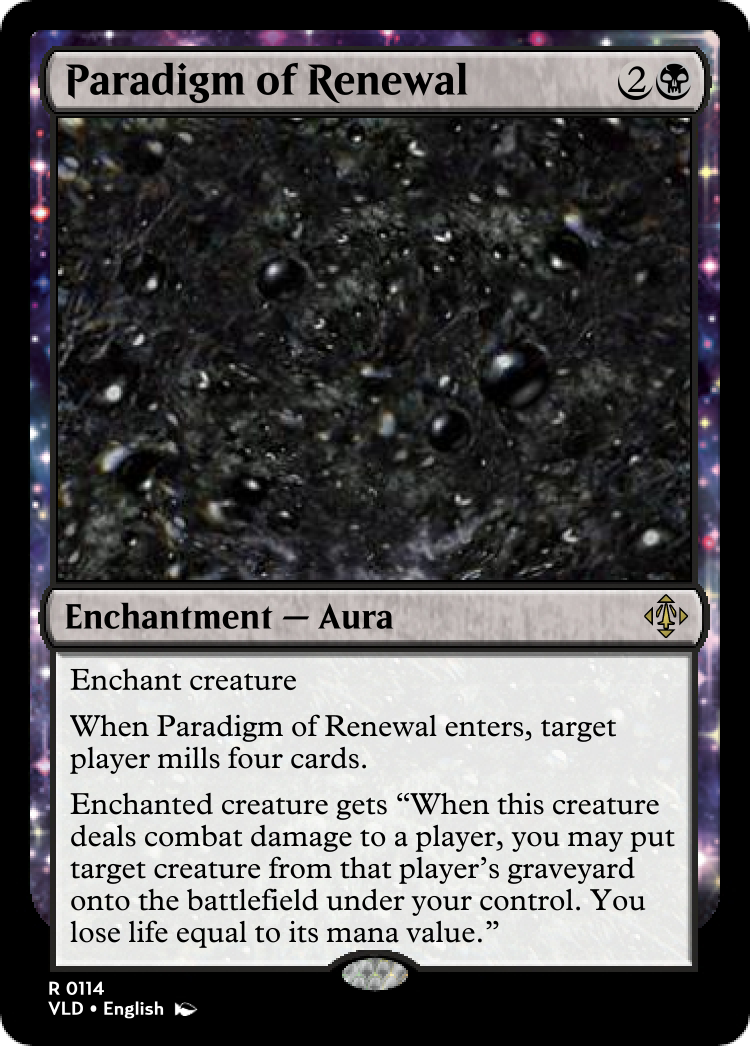 Paradigm of Renewal 2
Enchantment — Aura
Enchant creature
When Paradigm of Renewal enters, target
player mills four cards.
Enchanted creature gets “When this creature
deals combat damage to a player, you may put
target creature from that player’s graveyard
onto the battlefield under your control. You
lose life equal to its mana value.”
R 0114
VLD • English